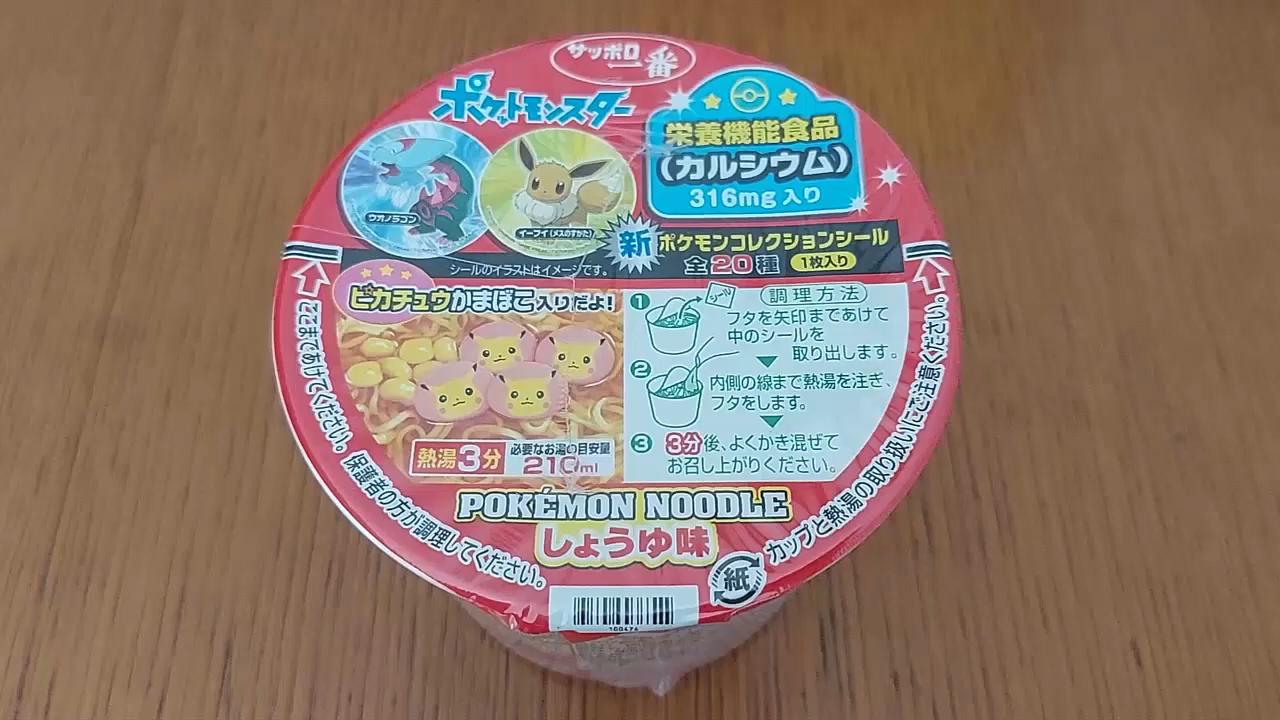 サッポロ一番
ポケットモンスター
栄養機能食品
(カルシウム)
316mg入り
ウオノラゴン
イーブイ(メスのすがた)
シールのイラストはイメージです。
新
ポケモンコレクションシール
全20種 1枚入り
ピカチュウかまぼこ入りだよ!
熱湯3分
必要なお湯の目安量
210ml
調理方法
シール
1 フタを矢印まであけて
中のシールを
取り出します。
2 内側の線まで熱湯を注ぎ、
フタをします。
3 3分後、よくかき混ぜて
お召し上がりください。
ここまであけてください。
保護者の方が調理してください。
カップと熱湯の取り扱いにご注意ください。
POKÉMON NOODLE
しょうゆ味
紙